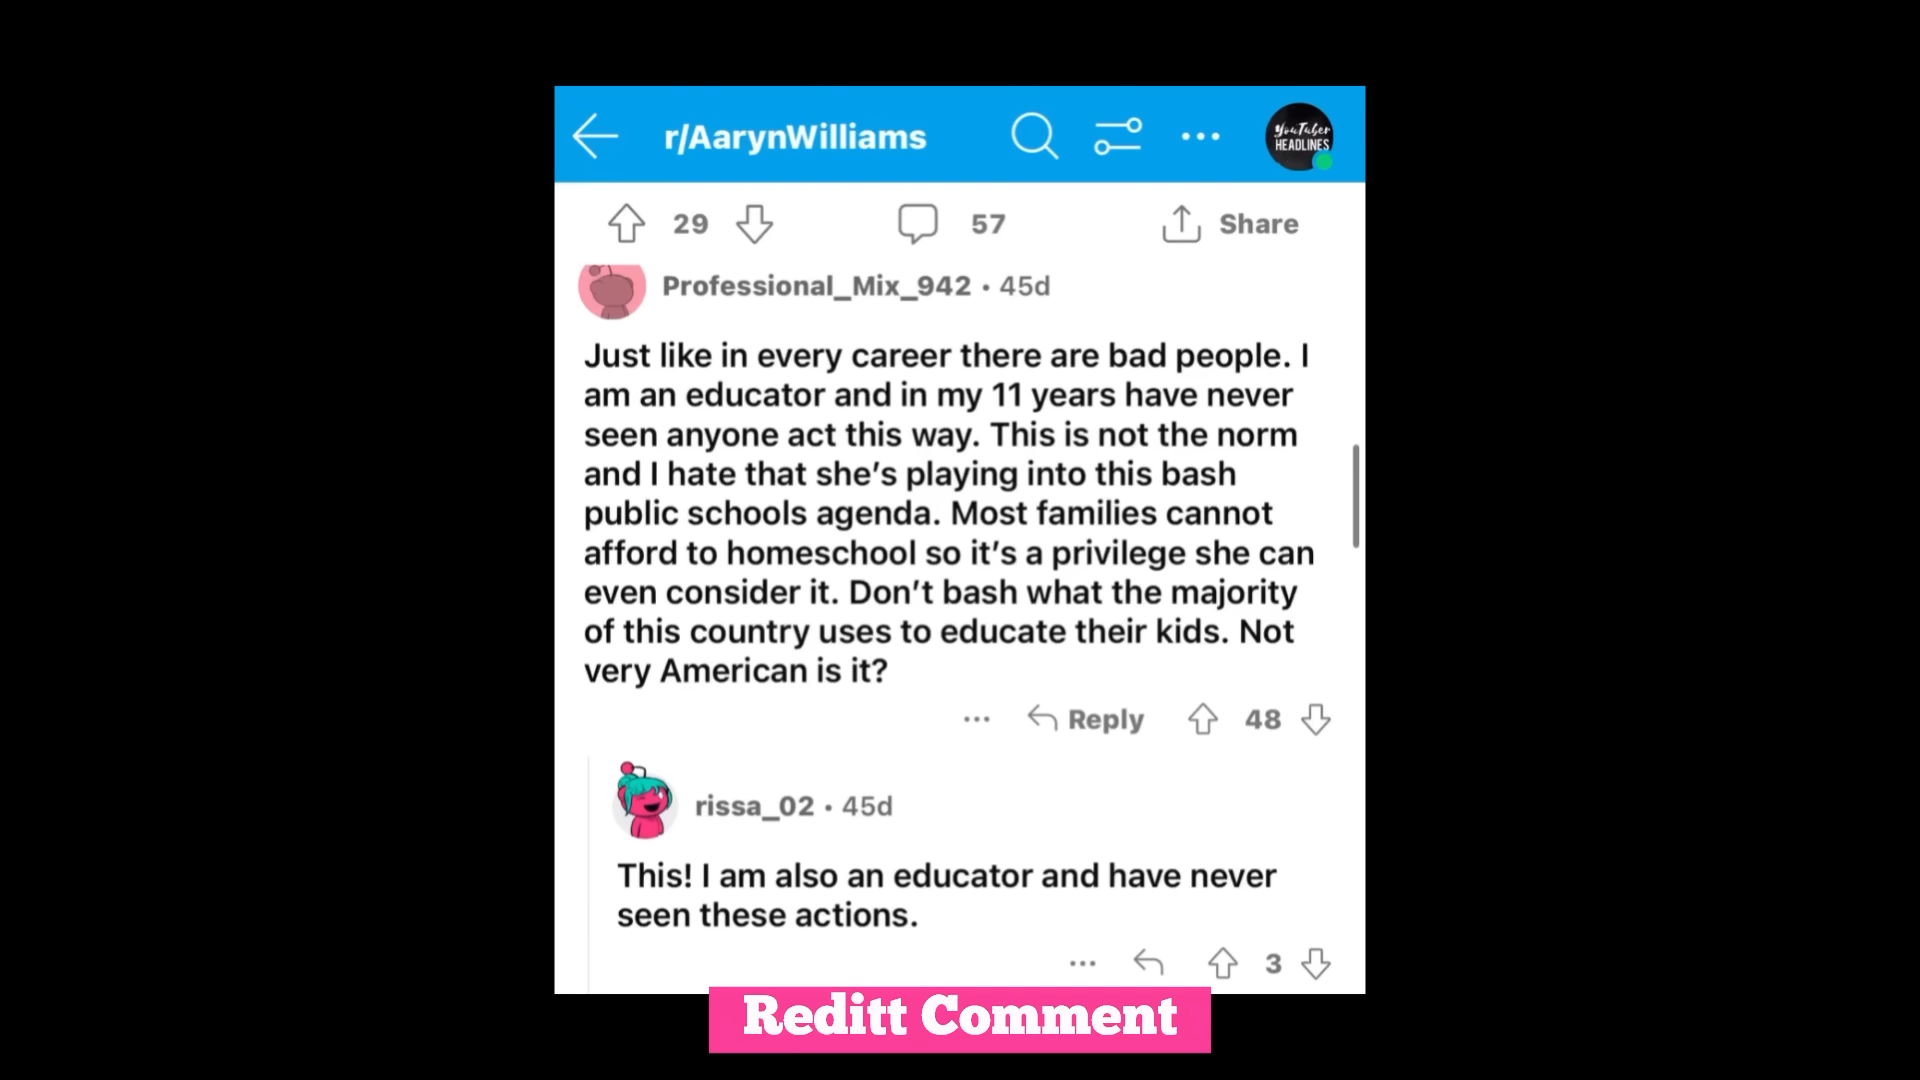 r/AarynWilliams
YouTuber
HEADLINES
29
57
Share
Professional_Mix_942 • 45d
Just like in every career there are bad people. I
am an educator and in my 11 years have never
seen anyone act this way. This is not the norm
and I hate that she's playing into this bash
public schools agenda. Most families cannot
afford to homeschool so it's a privilege she can
even consider it. Don't bash what the majority
of this country uses to educate their kids. Not
very American is it?
Reply 48
rissa_02 • 45d
This! I am also an educator and have never
seen these actions.
3
Reditt Comment